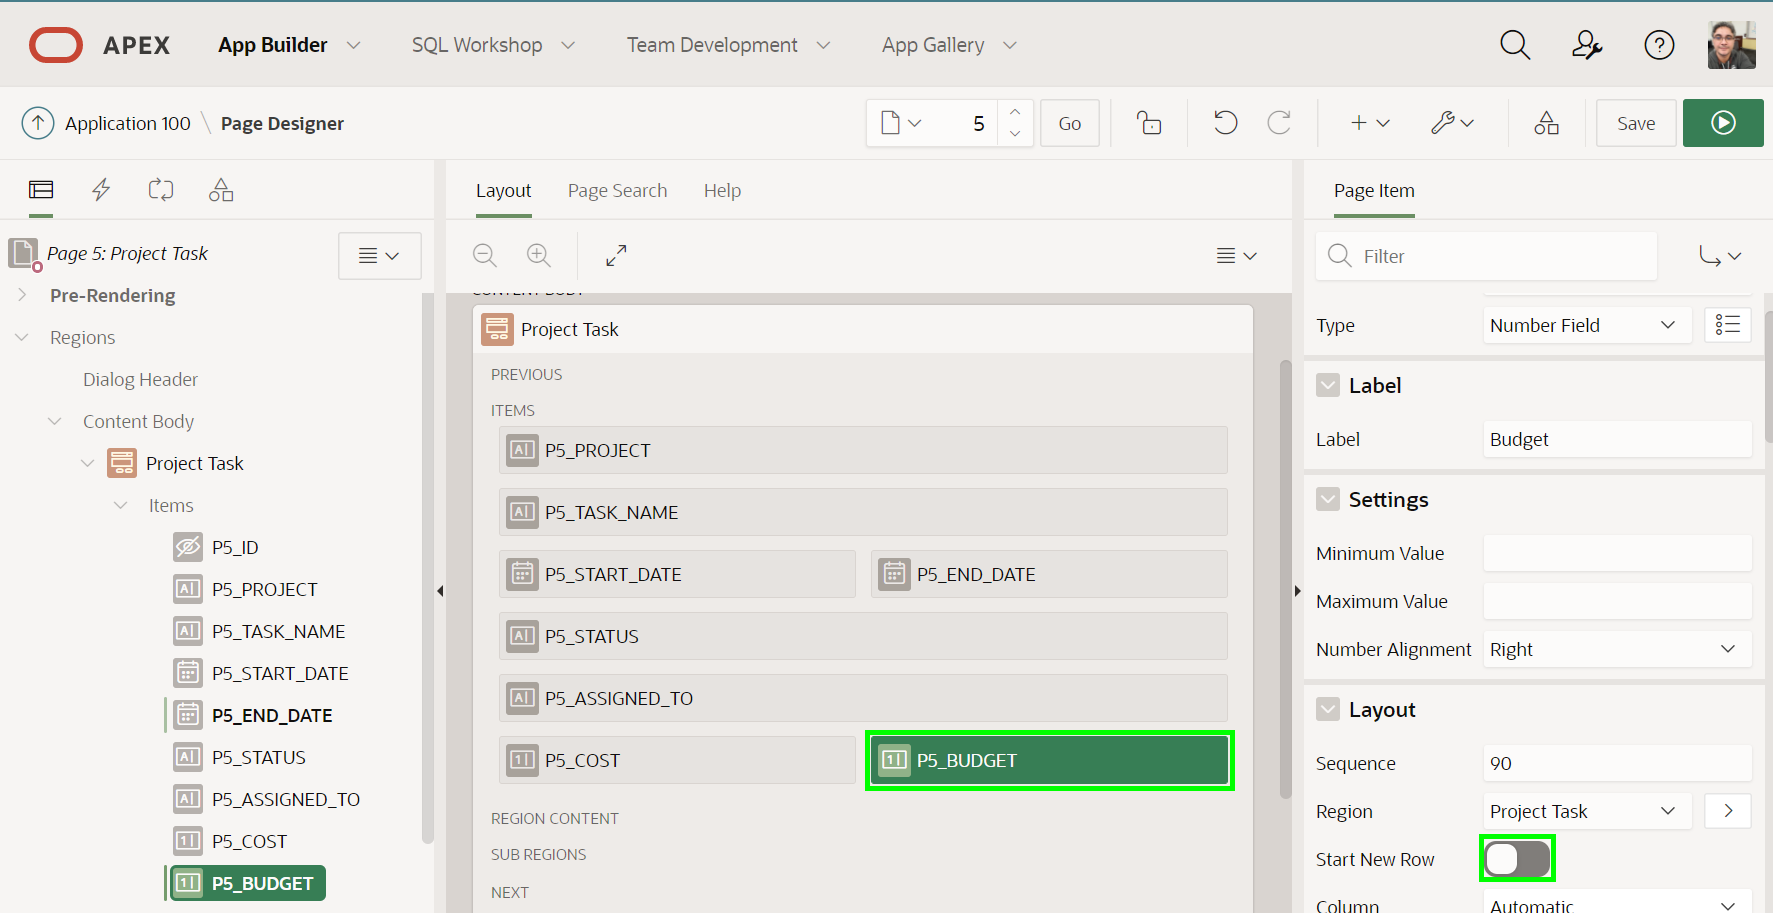 APEX App Builder SQL Workshop Team Development App Gallery
Application 100 \ Page Designer 5 Go Save
Page 5: Project Task
Pre-Rendering
Regions
Dialog Header
Content Body
Project Task
Items
P5_ID
P5_PROJECT
P5_TASK_NAME
P5_START_DATE
P5_END_DATE
P5_STATUS
P5_ASSIGNED_TO
P5_COST
P5_BUDGET
Layout Page Search Help
CONTENT BODY
Project Task
PREVIOUS
ITEMS
P5_PROJECT
P5_TASK_NAME
P5_START_DATE P5_END_DATE
P5_STATUS
P5_ASSIGNED_TO
P5_COST P5_BUDGET
REGION CONTENT
SUB REGIONS
NEXT
Page Item
Filter
Type Number Field
Label
Label Budget
Settings
Minimum Value
Maximum Value
Number Alignment Right
Layout
Sequence 90
Region Project Task
Start New Row
Column Automatic